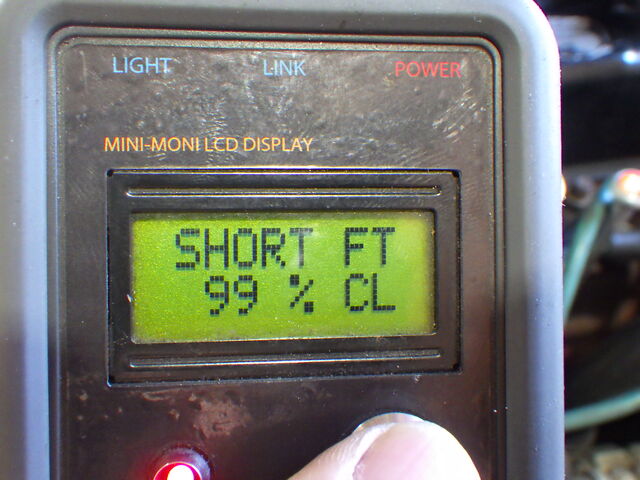 LIGHT LINK POWER
MINI-MONI LCD DISPLAY
SHORT FT
99 % CL